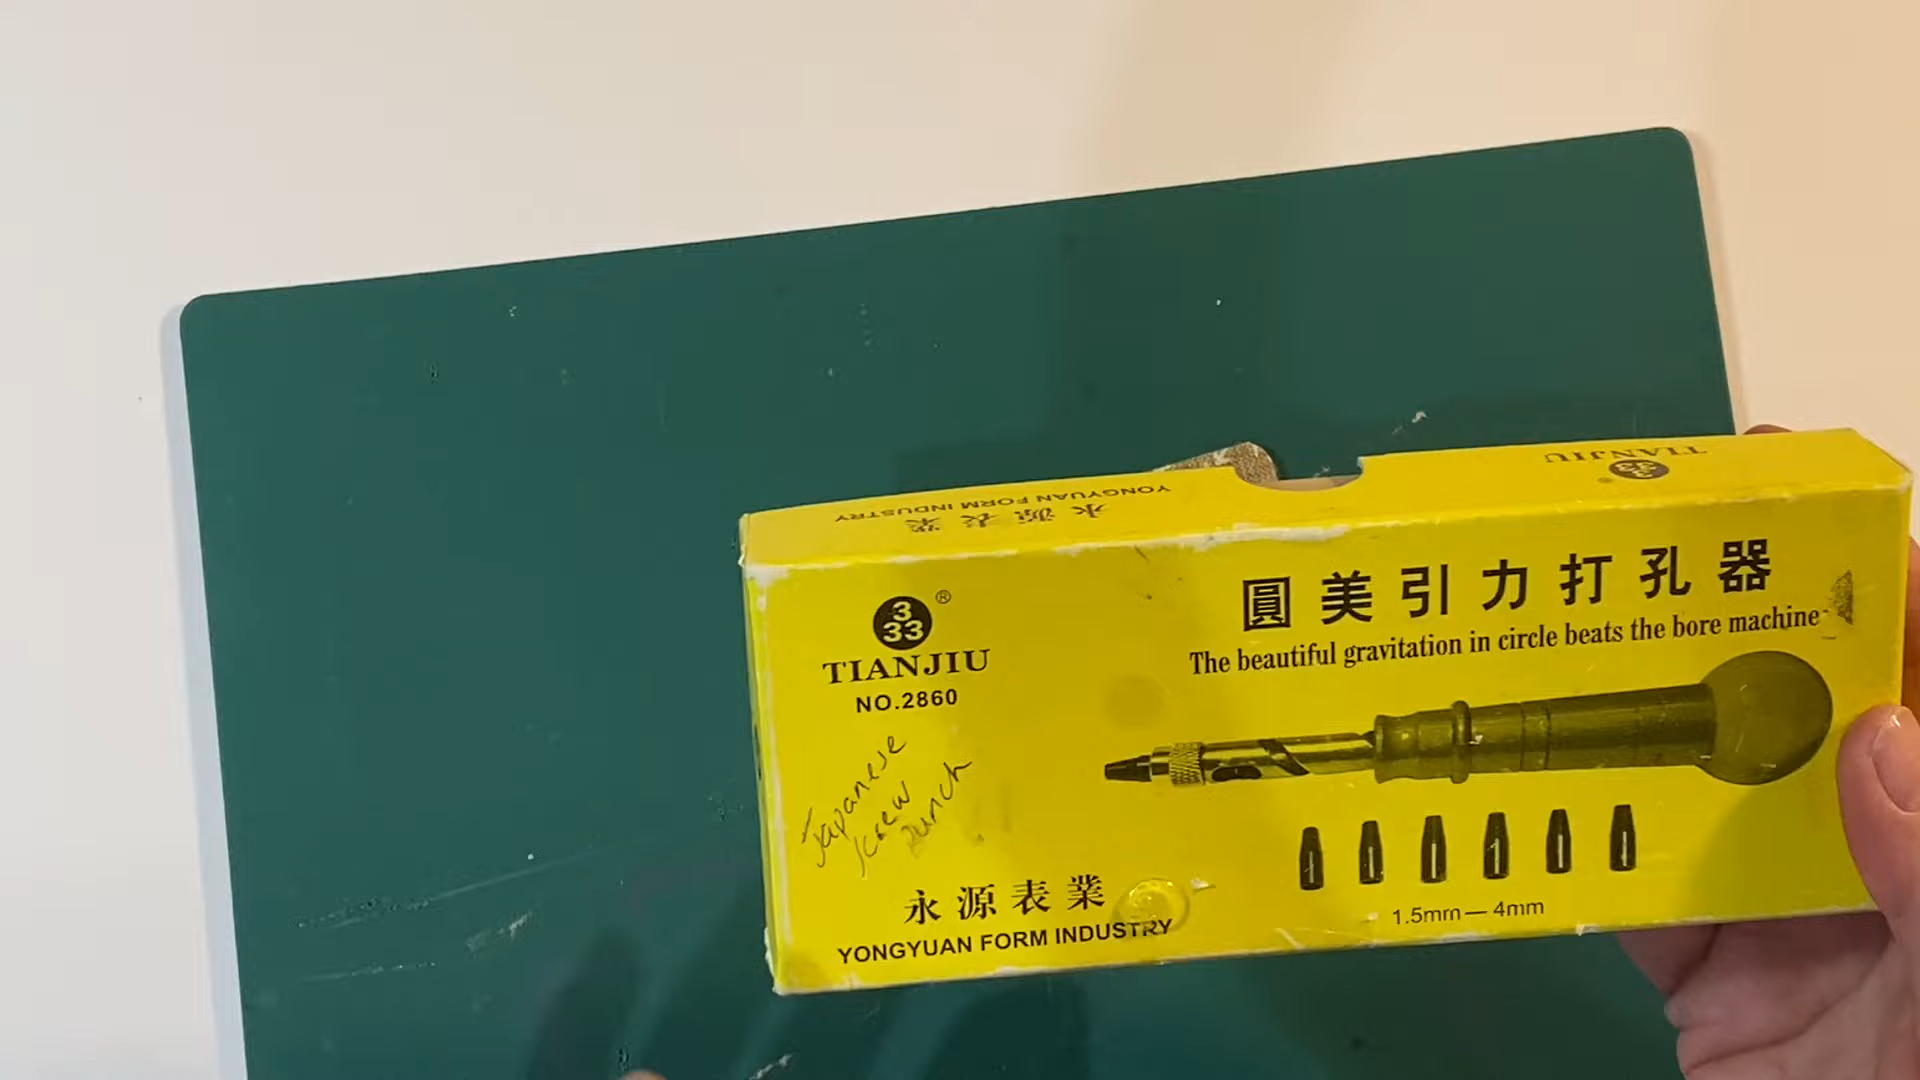 YONGYUAN FORM INDUSTRY
永源表業
TIANJIU
3
33
3
33
®
TIANJIU
NO.2860
圓美引力打孔器
The beautiful gravitation in circle beats the bore machine
Japanese
screw
punch
1.5mm — 4mm
永源表業
YONGYUAN FORM INDUSTRY